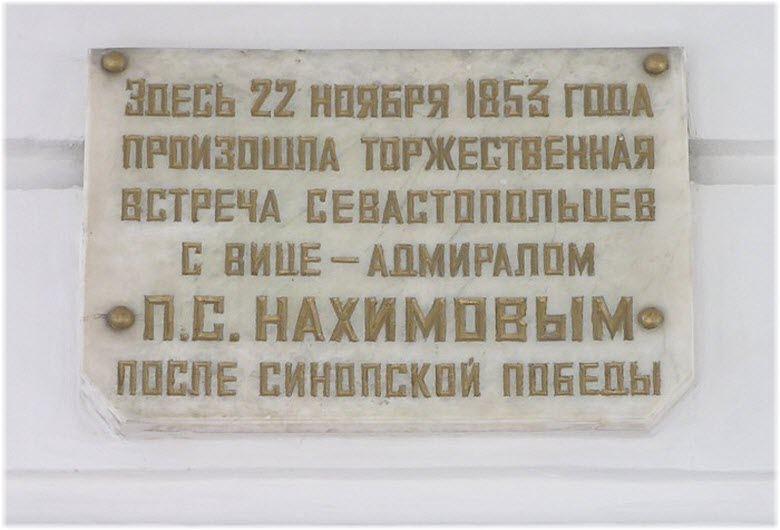 Здесь 22 ноября 1853 года
произошла торжественная
встреча севастопольцев
с вице – адмиралом
П.С. НАХИМОВЫМ
после Синопской победы